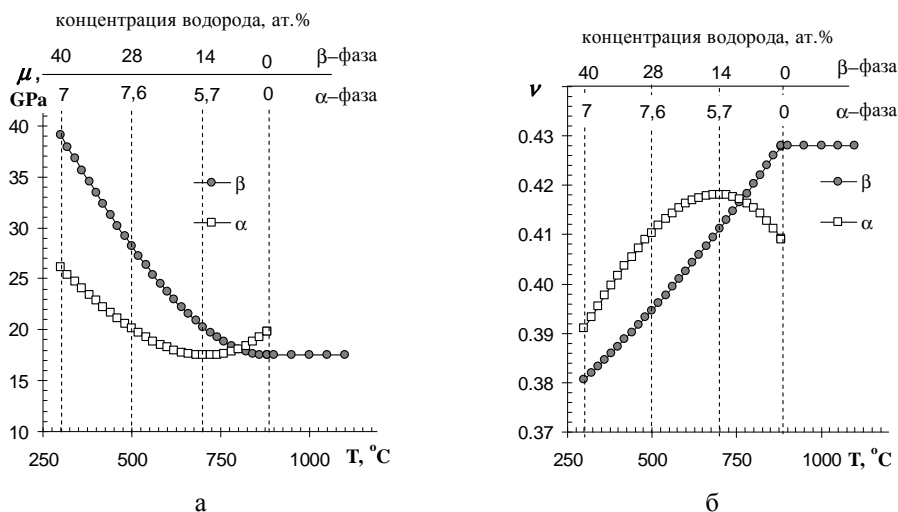 концентрация водорода, ат.%
40 28 14 0 β–фаза
μ,
GPa 7 7,6 5,7 0 α–фаза
40
35
30
25
20
15
10
β
α
250 500 750 1000 T, °C
а
концентрация водорода, ат.%
40 28 14 0 β–фаза
ν
7 7,6 5,7 0 α–фаза
0.43
0.42
0.41
0.40
0.39
0.38
0.37
β
α
250 500 750 1000 T, °C
б